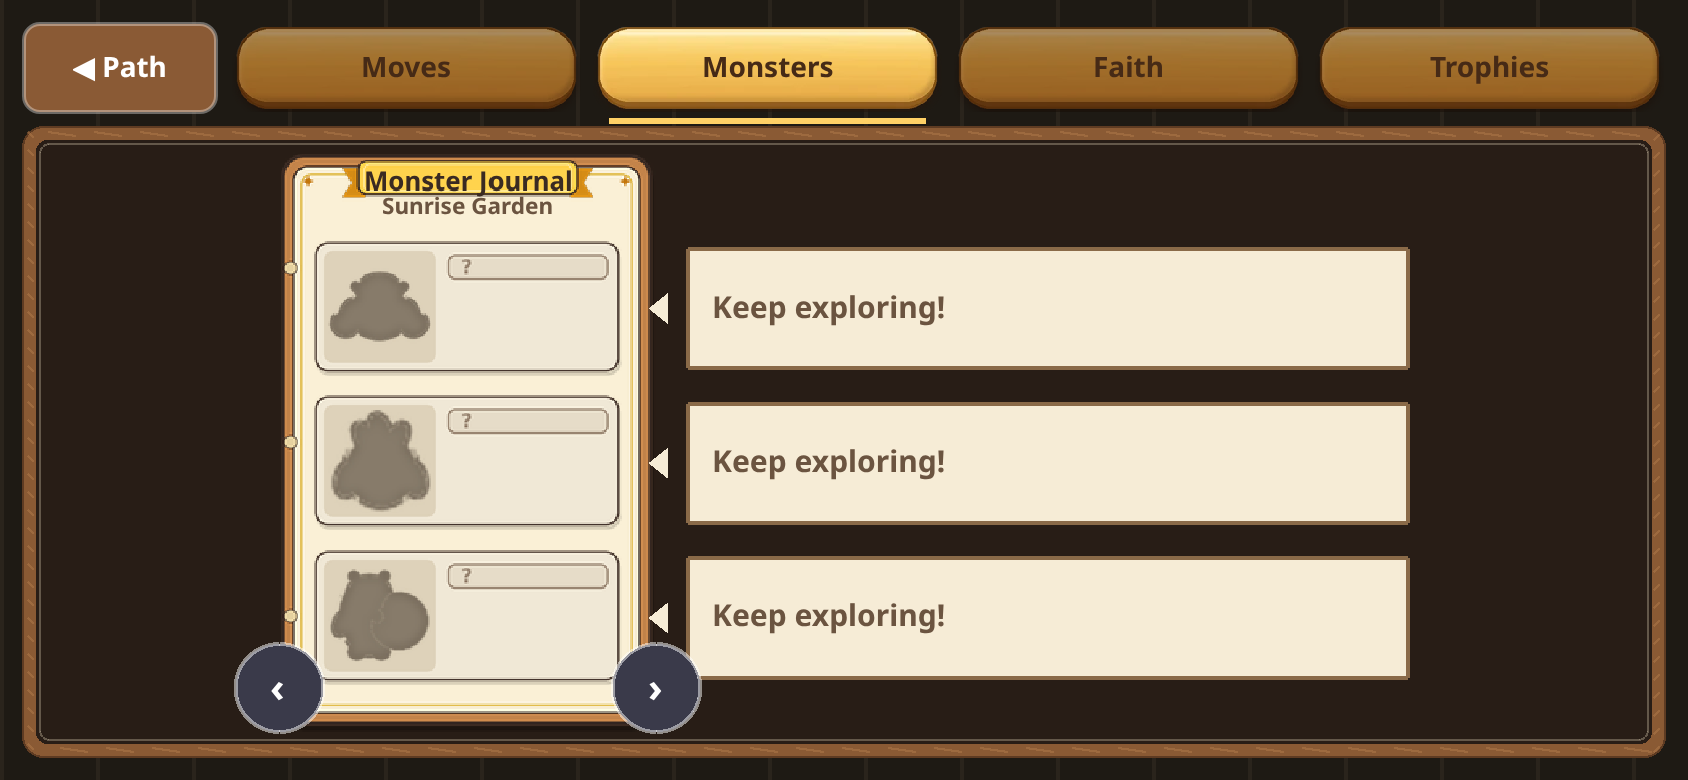 ◀ Path
Moves
Monsters
Faith
Trophies
Monster Journal
Sunrise Garden
?
Keep exploring!
?
Keep exploring!
?
Keep exploring!
‹
›